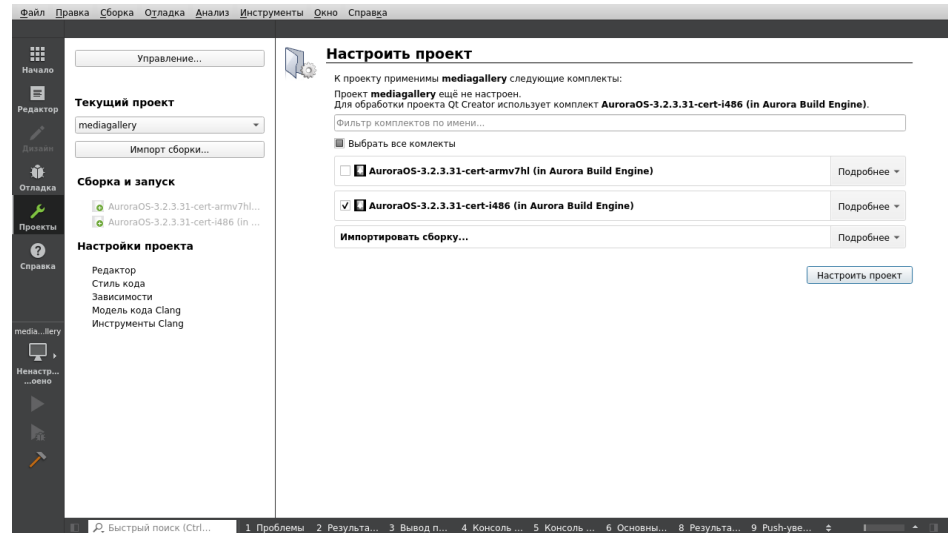 Файл Правка Сборка Отладка Анализ Инструменты Окно Справка
Начало
Редактор
Дизайн
Отладка
Проекты
Справка
media...llery
Ненастр...
...оено
Управление...
Текущий проект
mediagallery
Импорт сборки...
Сборка и запуск
AuroraOS-3.2.3.31-cert-armv7hl...
AuroraOS-3.2.3.31-cert-i486 (in ...
Настройки проекта
Редактор
Стиль кода
Зависимости
Модель кода Clang
Инструменты Clang
Настроить проект
К проекту применимы mediagallery следующие комплекты:
Проект mediagallery ещё не настроен.
Для обработки проекта Qt Creator использует комплект AuroraOS-3.2.3.31-cert-i486 (in Aurora Build Engine).
Фильтр комплектов по имени...
Выбрать все комлекты
AuroraOS-3.2.3.31-cert-armv7hl (in Aurora Build Engine) Подробнее
AuroraOS-3.2.3.31-cert-i486 (in Aurora Build Engine) Подробнее
Импортировать сборку... Подробнее
Настроить проект
Быстрый поиск (Ctrl... 1 Проблемы 2 Результа... 3 Вывод п... 4 Консоль ... 5 Консоль ... 6 Основны... 8 Результа... 9 Push-уве...